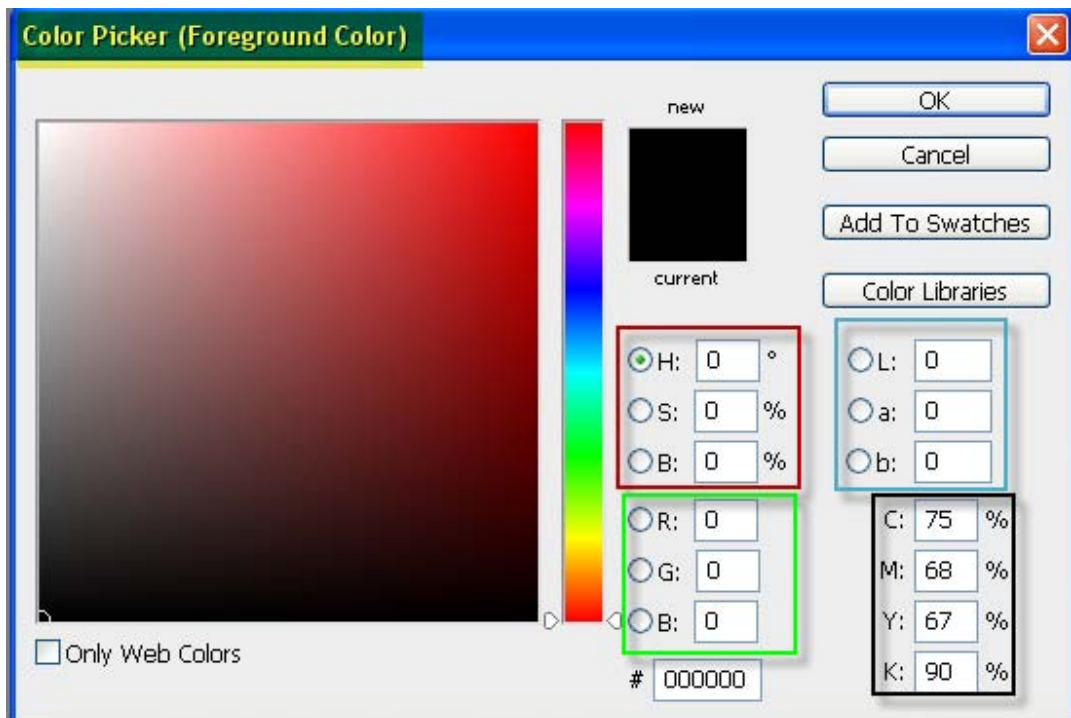 Color Picker (Foreground Color)
new
current
OK
Cancel
Add To Swatches
Color Libraries
H: 0 °
S: 0 %
B: 0 %
L: 0
a: 0
b: 0
R: 0
G: 0
B: 0
# 000000
C: 75 %
M: 68 %
Y: 67 %
K: 90 %
Only Web Colors